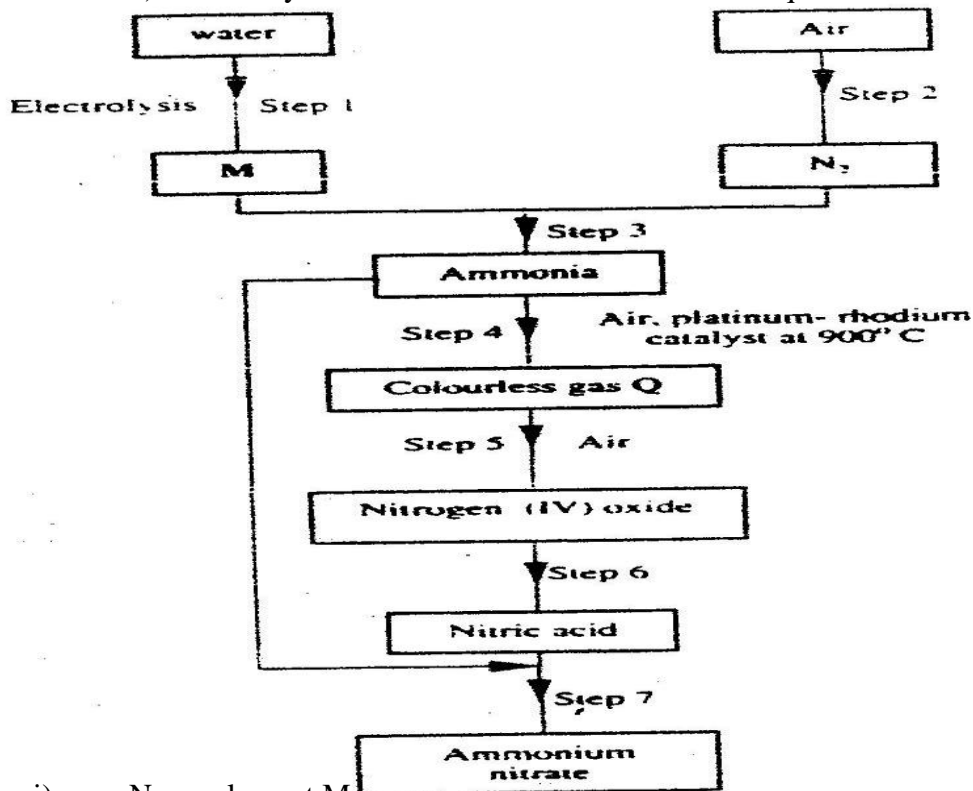 water
Air
Electrolysis Step 1
Step 2
M
N₂
Step 3
Ammonia
Step 4
Air, platinum- rhodium
catalyst at 900° C
Colourless gas Q
Step 5 Air
Nitrogen (IV) oxide
Step 6
Nitric acid
Step 7
Ammonium
nitrate
i)